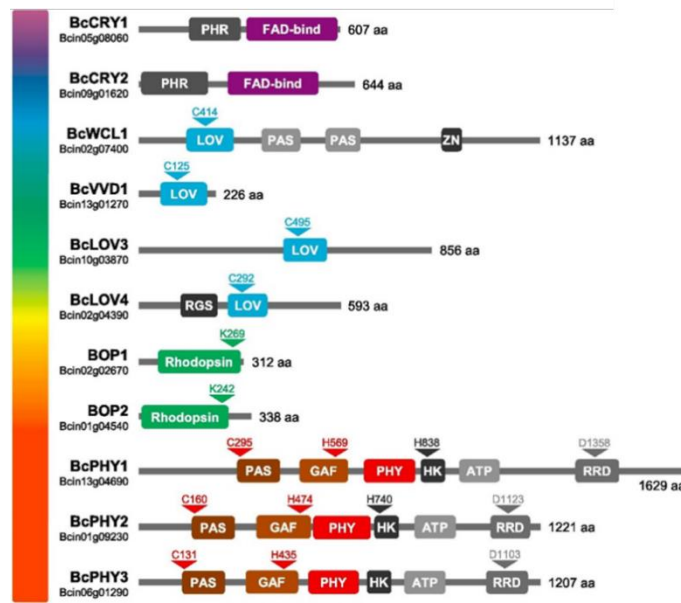 BcCRY1
Bcin05g08060
PHR FAD-bind 607 aa
BcCRY2
Bcin09g01620
PHR FAD-bind 644 aa
C414
BcWCL1
Bcin02g07400
LOV PAS PAS ZN 1137 aa
C125
BcVVD1
Bcin13g01270
LOV 226 aa
C495
BcLOV3
Bcin10g03870
LOV 856 aa
C292
BcLOV4
Bcin02g04390
RGS LOV 593 aa
K269
BOP1
Bcin02g02670
Rhodopsin 312 aa
K242
BOP2
Bcin01g04540
Rhodopsin 338 aa
C295 H569 H838 D1358
BcPHY1
Bcin13g04690
PAS GAF PHY HK ATP RRD
1629 aa
C160 H474 H740 D1123
BcPHY2
Bcin01g09230
PAS GAF PHY HK ATP RRD 1221 aa
C131 H435 D1103
BcPHY3
Bcin06g01290
PAS GAF PHY HK ATP RRD 1207 aa